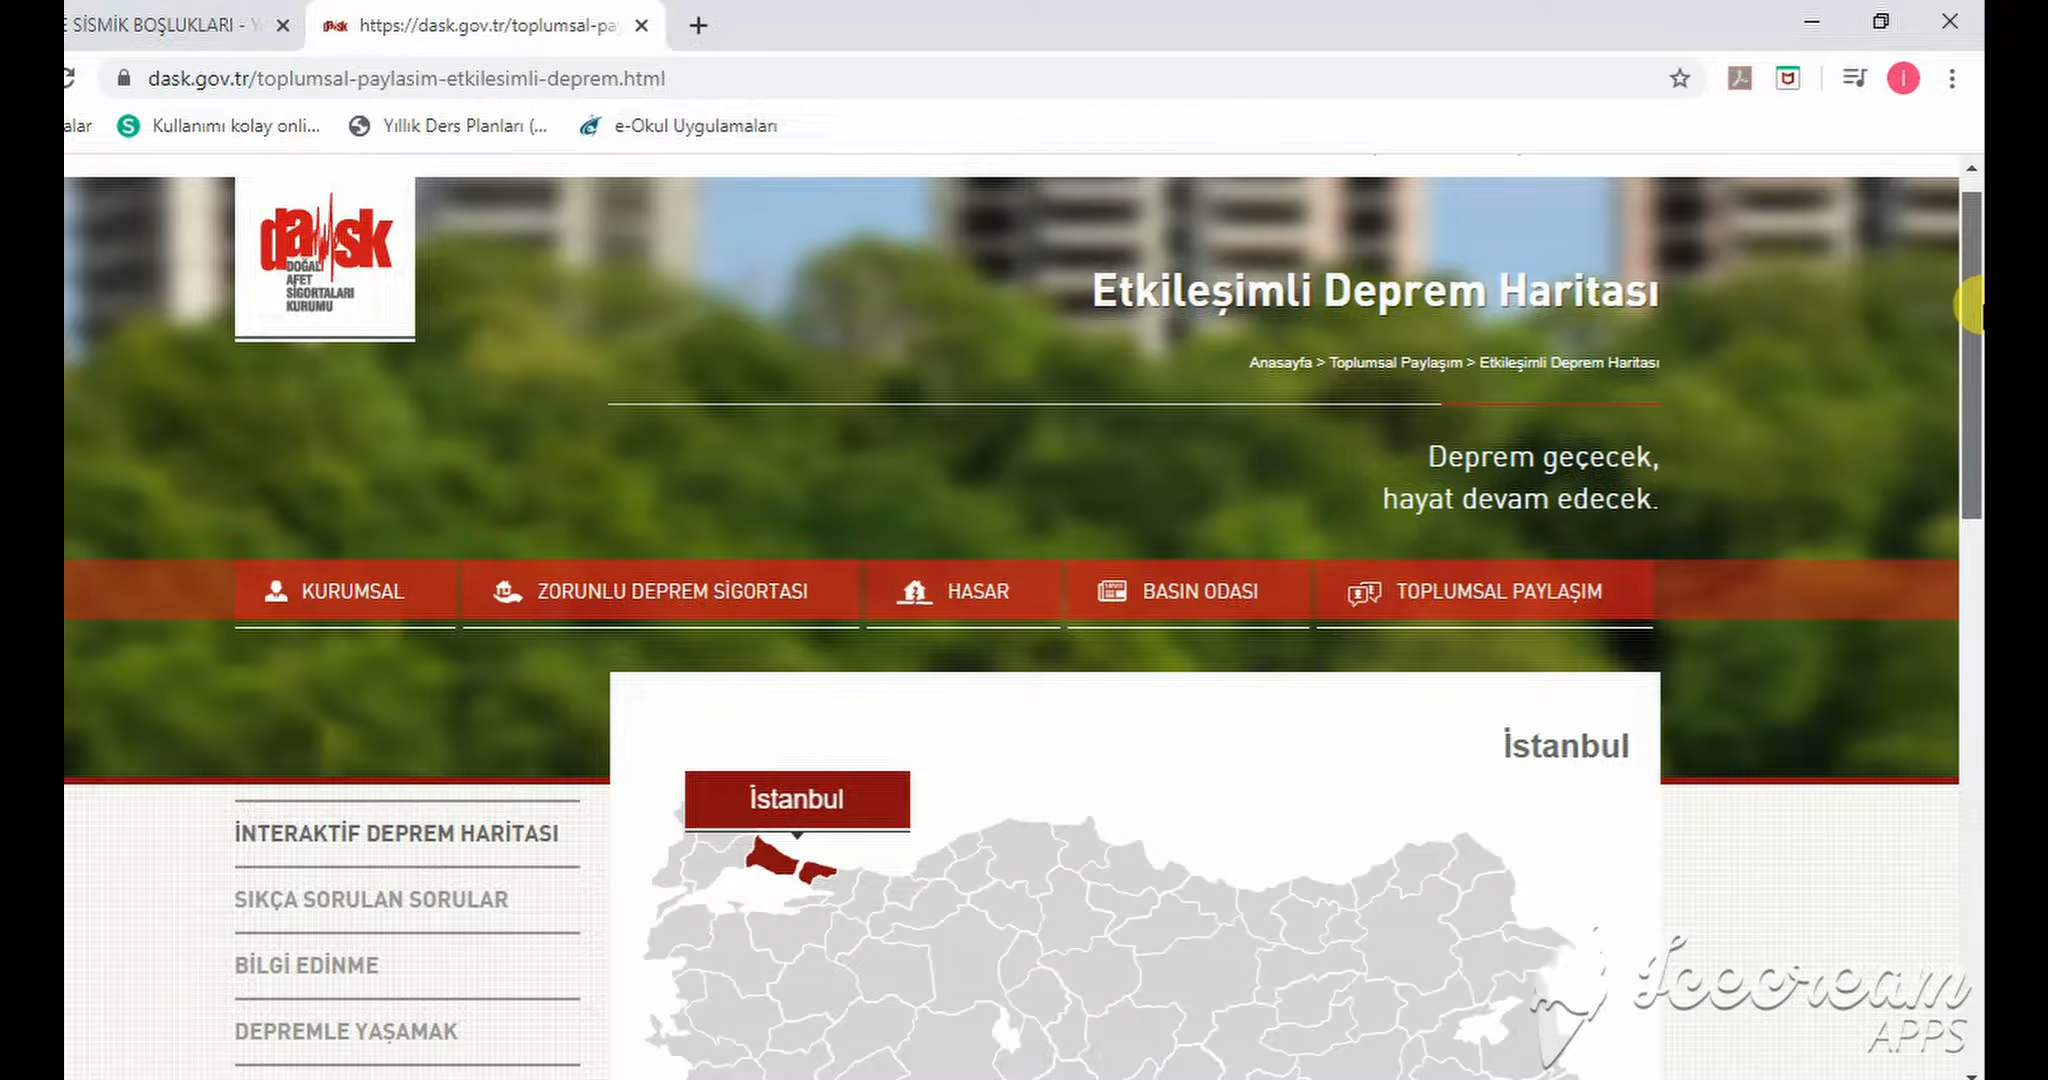 E SİSMİK BOŞLUKLARI - Y
https://dask.gov.tr/toplumsal-pa
dask.gov.tr/toplumsal-paylasim-etkilesimli-deprem.html
i
alar
S
Kullanımı kolay onli...
Yıllık Ders Planları (...
e-Okul Uygulamaları
dask
DOĞAL
AFET
SİGORTALARI
KURUMU
Etkileşimli Deprem Haritası
Anasayfa > Toplumsal Paylaşım > Etkileşimli Deprem Haritası
Deprem geçecek,
hayat devam edecek.
KURUMSAL
ZORUNLU DEPREM SİGORTASI
HASAR
BASIN ODASI
TOPLUMSAL PAYLAŞIM
İstanbul
İstanbul
İNTERAKTİF DEPREM HARİTASI
SIKÇA SORULAN SORULAR
BİLGİ EDİNME
DEPREMLE YAŞAMAK
Icecream
APPS